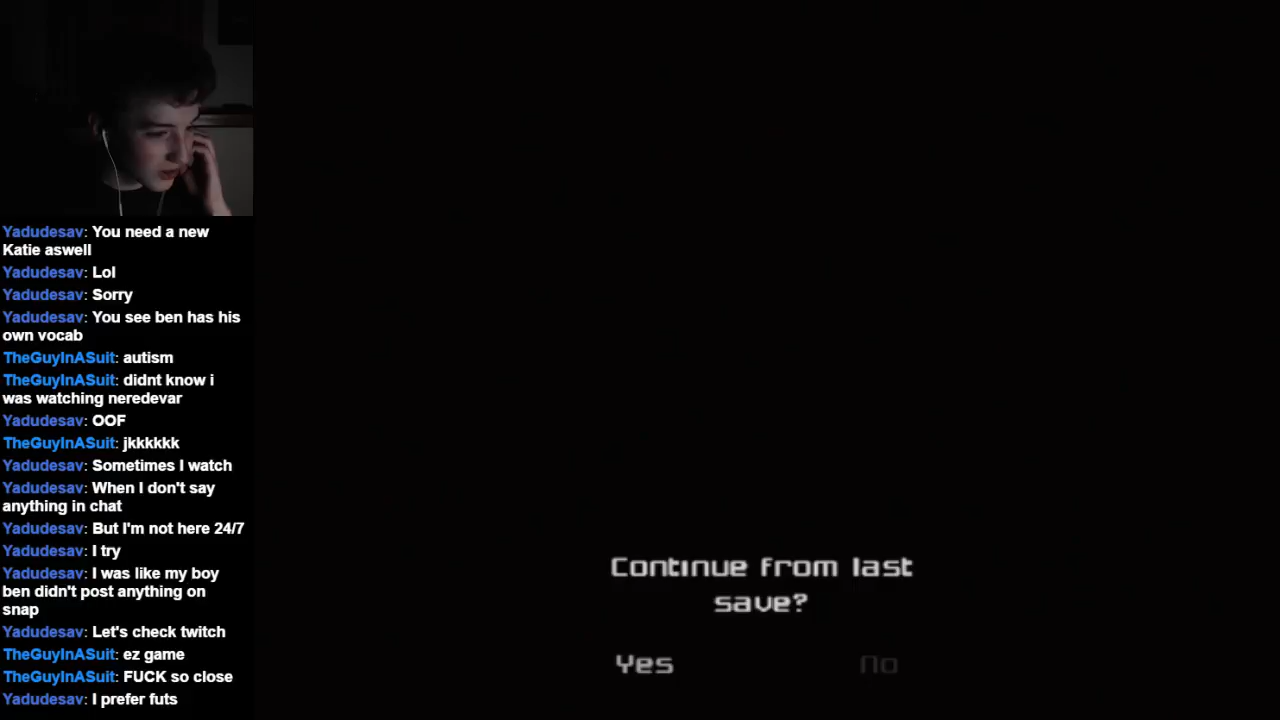 Yadudesav: You need a new
Katie aswell
Yadudesav: Lol
Yadudesav: Sorry
Yadudesav: You see ben has his
own vocab
TheGuyInASuit: autism
TheGuyInASuit: didnt know i
was watching neredevar
Yadudesav: OOF
TheGuyInASuit: jkkkkkk
Yadudesav: Sometimes I watch
Yadudesav: When I don't say
anything in chat
Yadudesav: But I'm not here 24/7
Yadudesav: I try
Yadudesav: I was like my boy
ben didn't post anything on
snap
Yadudesav: Let's check twitch
TheGuyInASuit: ez game
TheGuyInASuit: FUCK so close
Yadudesav: I prefer futs
Continue from last
save?
Yes No